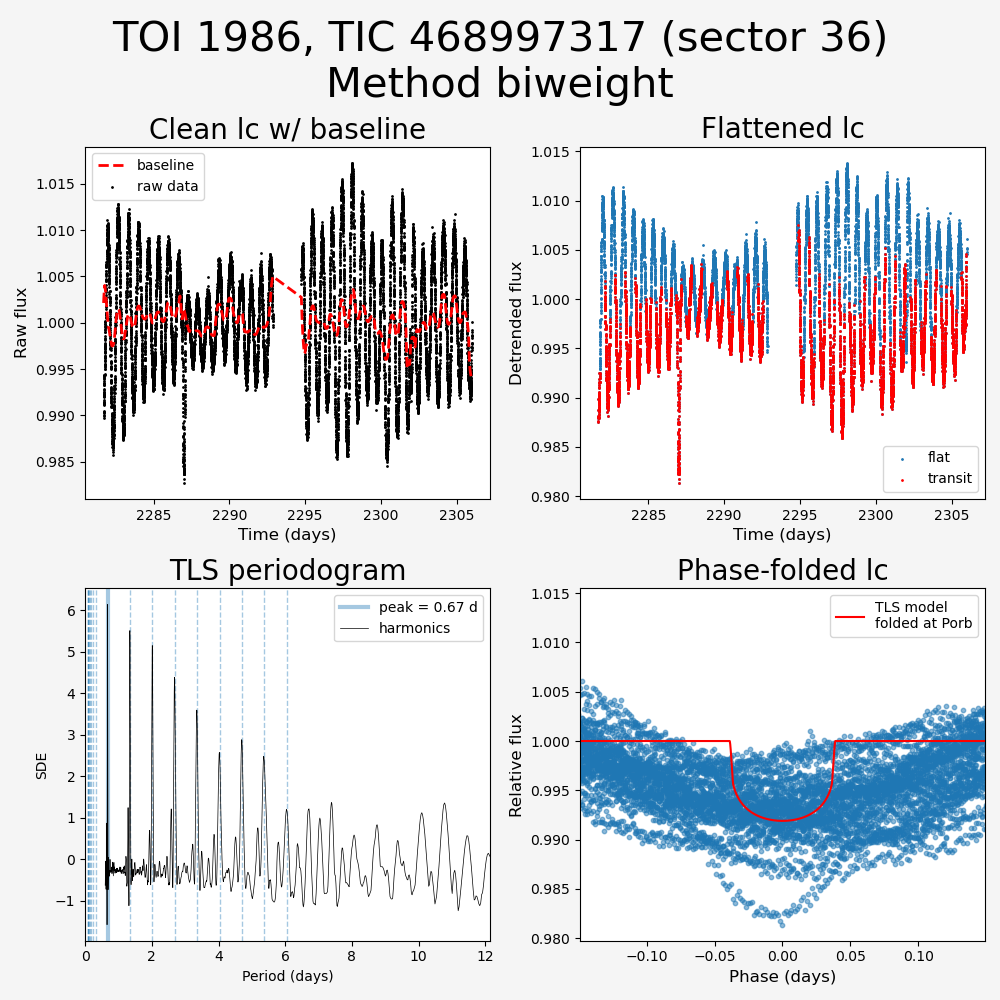 TOI 1986, TIC 468997317 (sector 36)
Method biweight
Clean lc w/ baseline
baseline
raw data
1.015
1.010
1.005
1.000
0.995
0.990
0.985
Raw flux
2285 2290 2295 2300 2305
Time (days)
Flattened lc
1.015
1.010
1.005
1.000
0.995
0.990
0.985
0.980
Detrended flux
flat
transit
2285 2290 2295 2300 2305
Time (days)
TLS periodogram
peak = 0.67 d
harmonics
6
5
4
3
2
1
0
−1
SDE
0 2 4 6 8 10 12
Period (days)
Phase-folded lc
TLS model
folded at Porb
1.015
1.010
1.005
1.000
0.995
0.990
0.985
0.980
Relative flux
−0.10 −0.05 0.00 0.05 0.10
Phase (days)